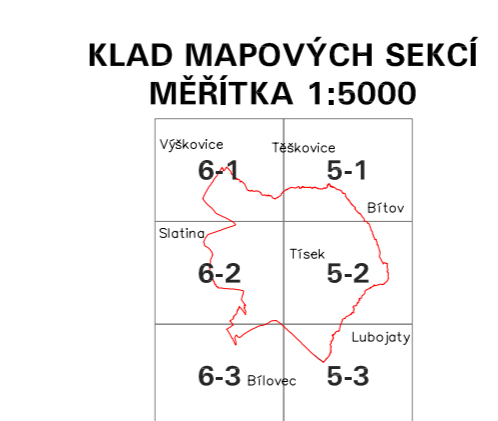 KLAD MAPOVÝCH SEKCÍ
MĚŘÍTKA 1:5000
Výškovice
Těškovice
6-1
5-1
Bítov
Slatina
Tísek
6-2
5-2
Lubojaty
6-3
Bílovec
5-3